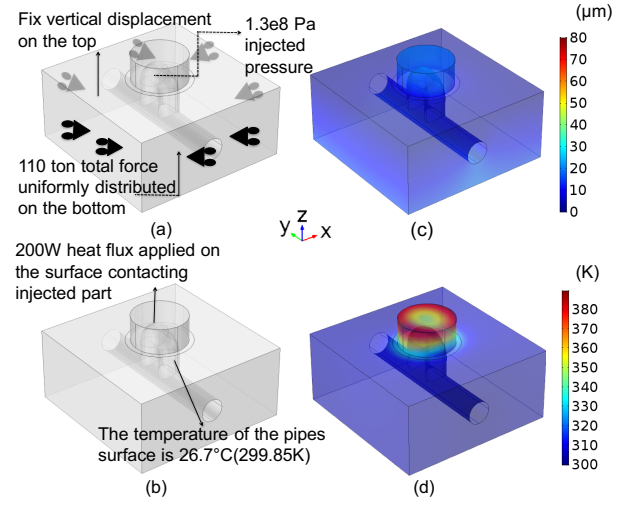 Fix vertical displacement
on the top
1.3e8 Pa
injected
pressure
110 ton total force
uniformly distributed
on the bottom
(a)
(μm)
80
70
60
50
40
30
20
10
0
(c)
z
y
x
200W heat flux applied on
the surface contacting
injected part
The temperature of the pipes
surface is 26.7°C(299.85K)
(b)
(K)
390
380
370
360
350
340
330
320
310
300
(d)